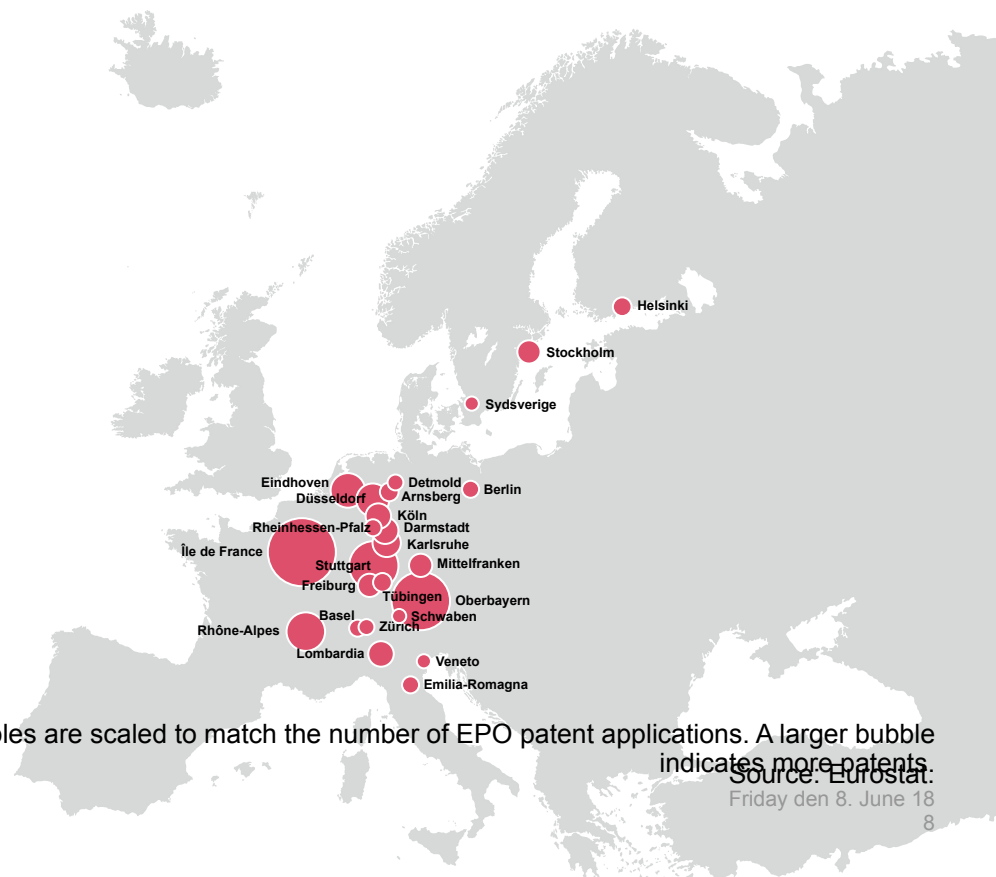 Helsinki
Stockholm
Sydsverige
Eindhoven
Detmold
Berlin
Düsseldorf
Arnsberg
Köln
Rheinhessen-Pfalz
Darmstadt
Karlsruhe
Île de France
Stuttgart
Mittelfranken
Freiburg
Tübingen
Oberbayern
Basel
Schwaben
Rhône-Alpes
Zürich
Lombardia
Veneto
Emilia-Romagna
are scaled to match the number of EPO patent applications. A larger bubble
indicates more patents.
Source: Eurostat.
Friday den 8. June 18
8